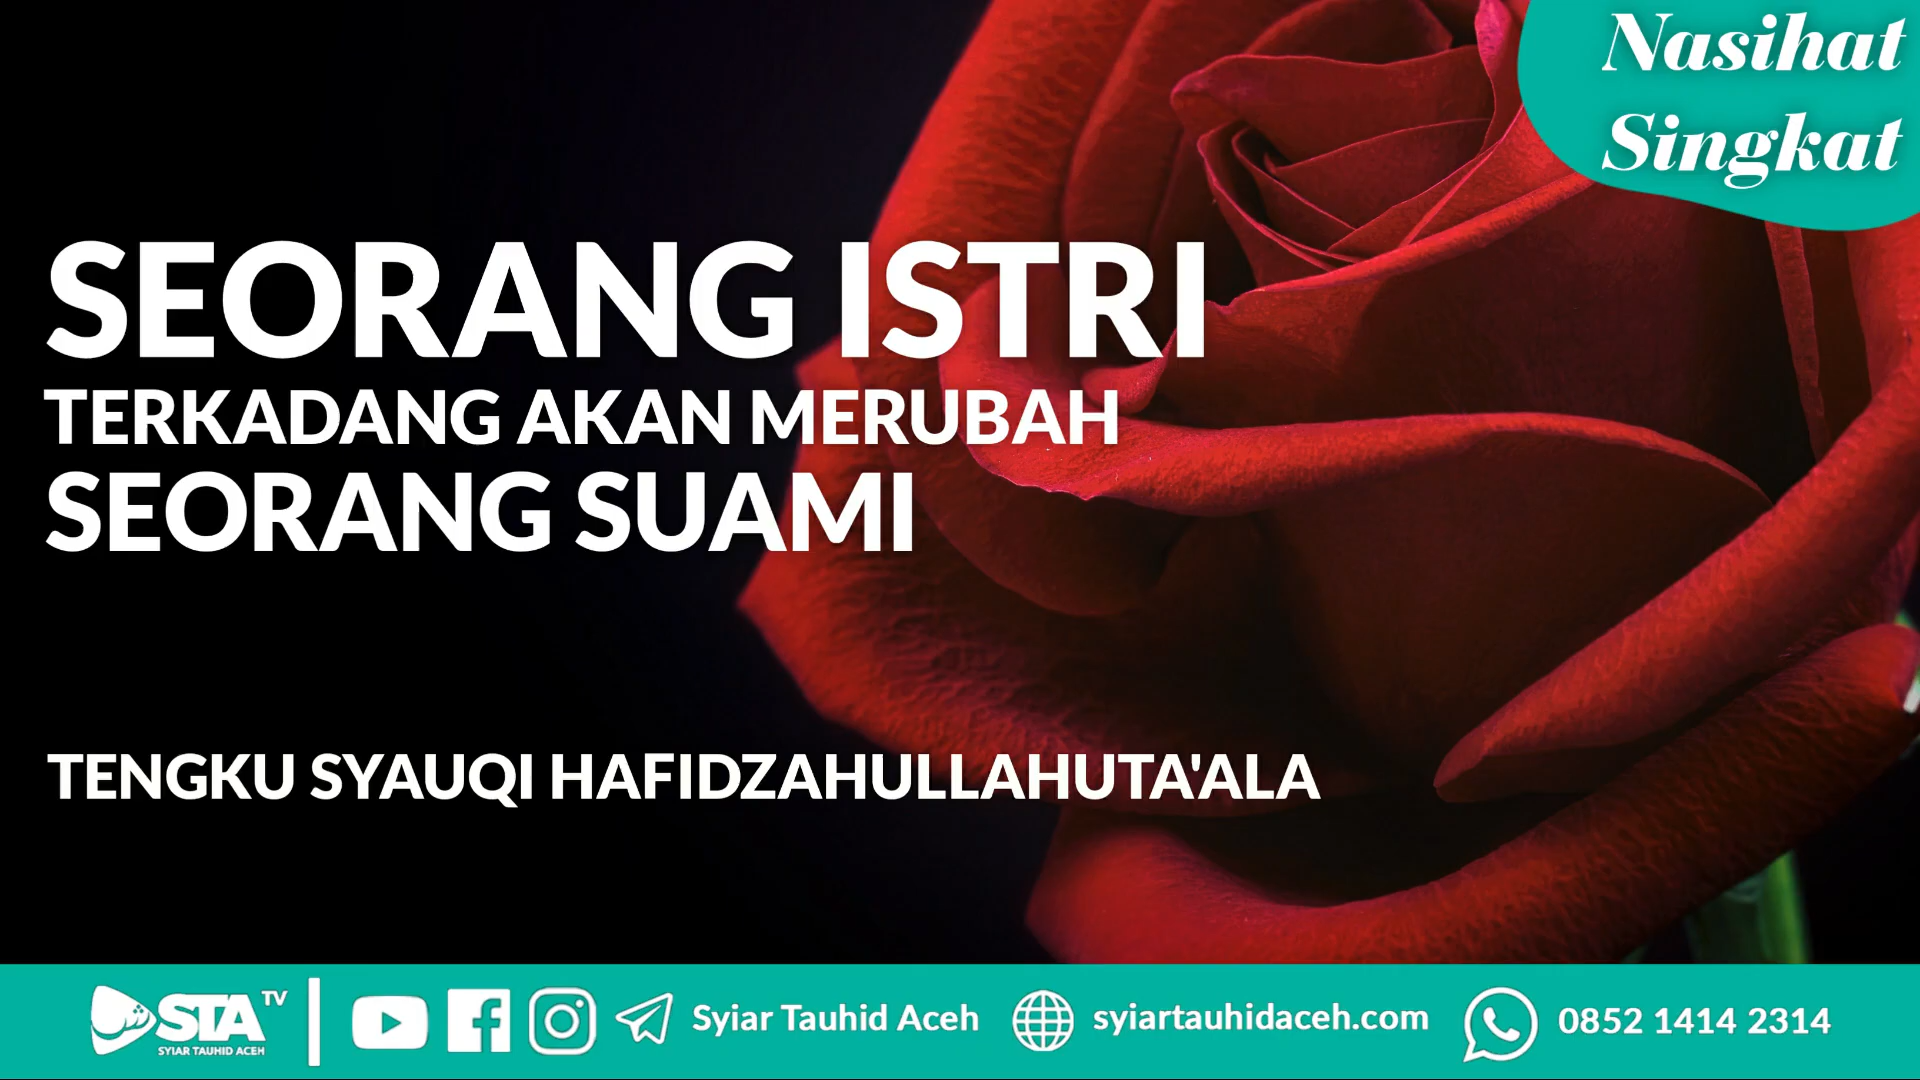 Nasihat
Singkat
SEORANG ISTRI
TERKADANG AKAN MERUBAH
SEORANG SUAMI
TENGKU SYAUQI HAFIDZAHULLAHUTA'ALA
STA TV
SYIAR TAUHID ACEH
Syiar Tauhid Aceh
syiartauhidaceh.com
0852 1414 2314